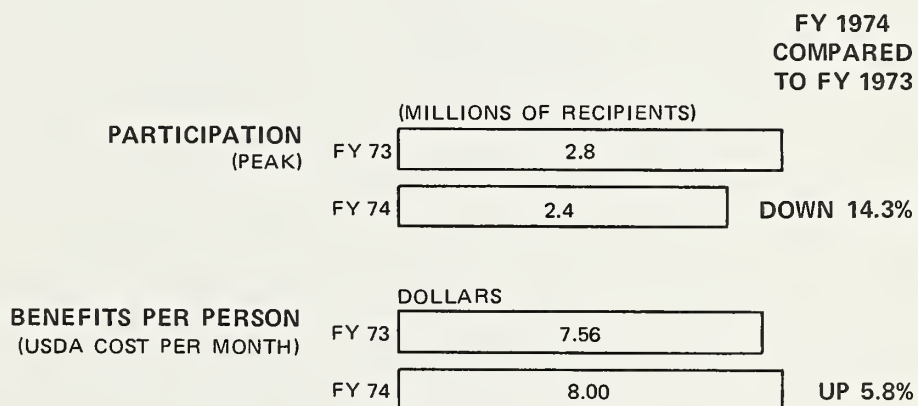 FY 1974
COMPARED
TO FY 1973
(MILLIONS OF RECIPIENTS)
PARTICIPATION
(PEAK)
FY 73 2.8
FY 74 2.4 DOWN 14.3%
DOLLARS
BENEFITS PER PERSON
(USDA COST PER MONTH)
FY 73 7.56
FY 74 8.00 UP 5.8%